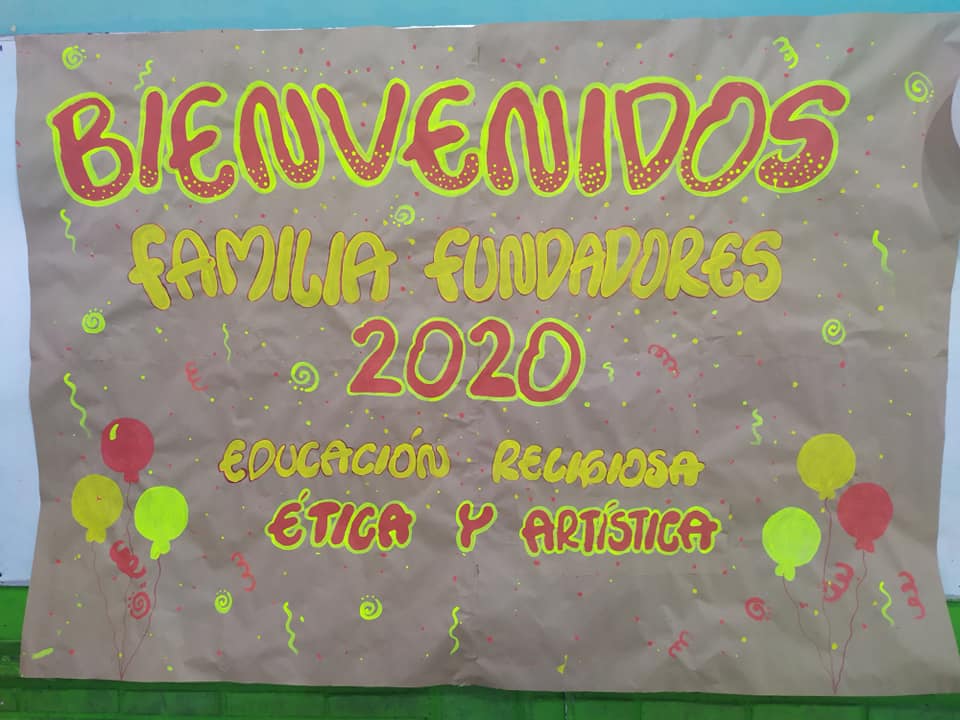 BIENVENIDOS
FAMILIA FUNDADORES
2020
EDUCACIÓN RELIGIOSA
ÉTICA Y ARTÍSTICA